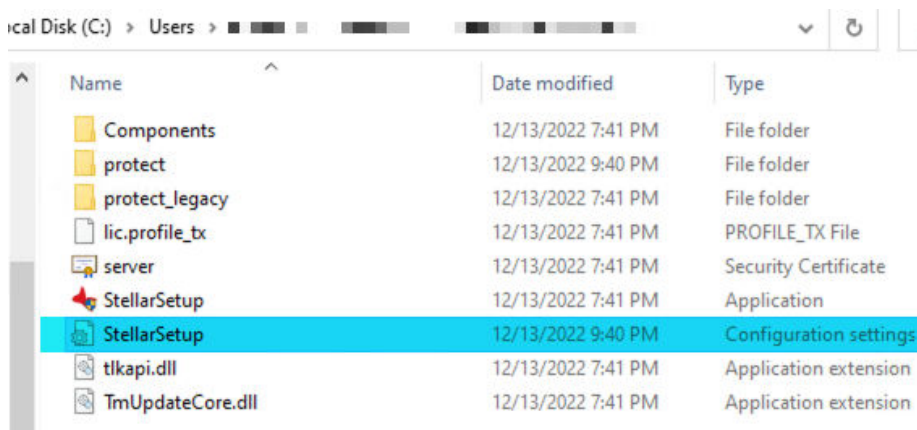 ocal Disk (C:) > Users >
Name Date modified Type
Components 12/13/2022 7:41 PM File folder
protect 12/13/2022 9:40 PM File folder
protect_legacy 12/13/2022 7:41 PM File folder
lic.profile_tx 12/13/2022 7:41 PM PROFILE_TX File
server 12/13/2022 7:41 PM Security Certificate
StellarSetup 12/13/2022 7:41 PM Application
StellarSetup 12/13/2022 9:40 PM Configuration settings
tlkapi.dll 12/13/2022 7:41 PM Application extension
TmUpdateCore.dll 12/13/2022 7:41 PM Application extension